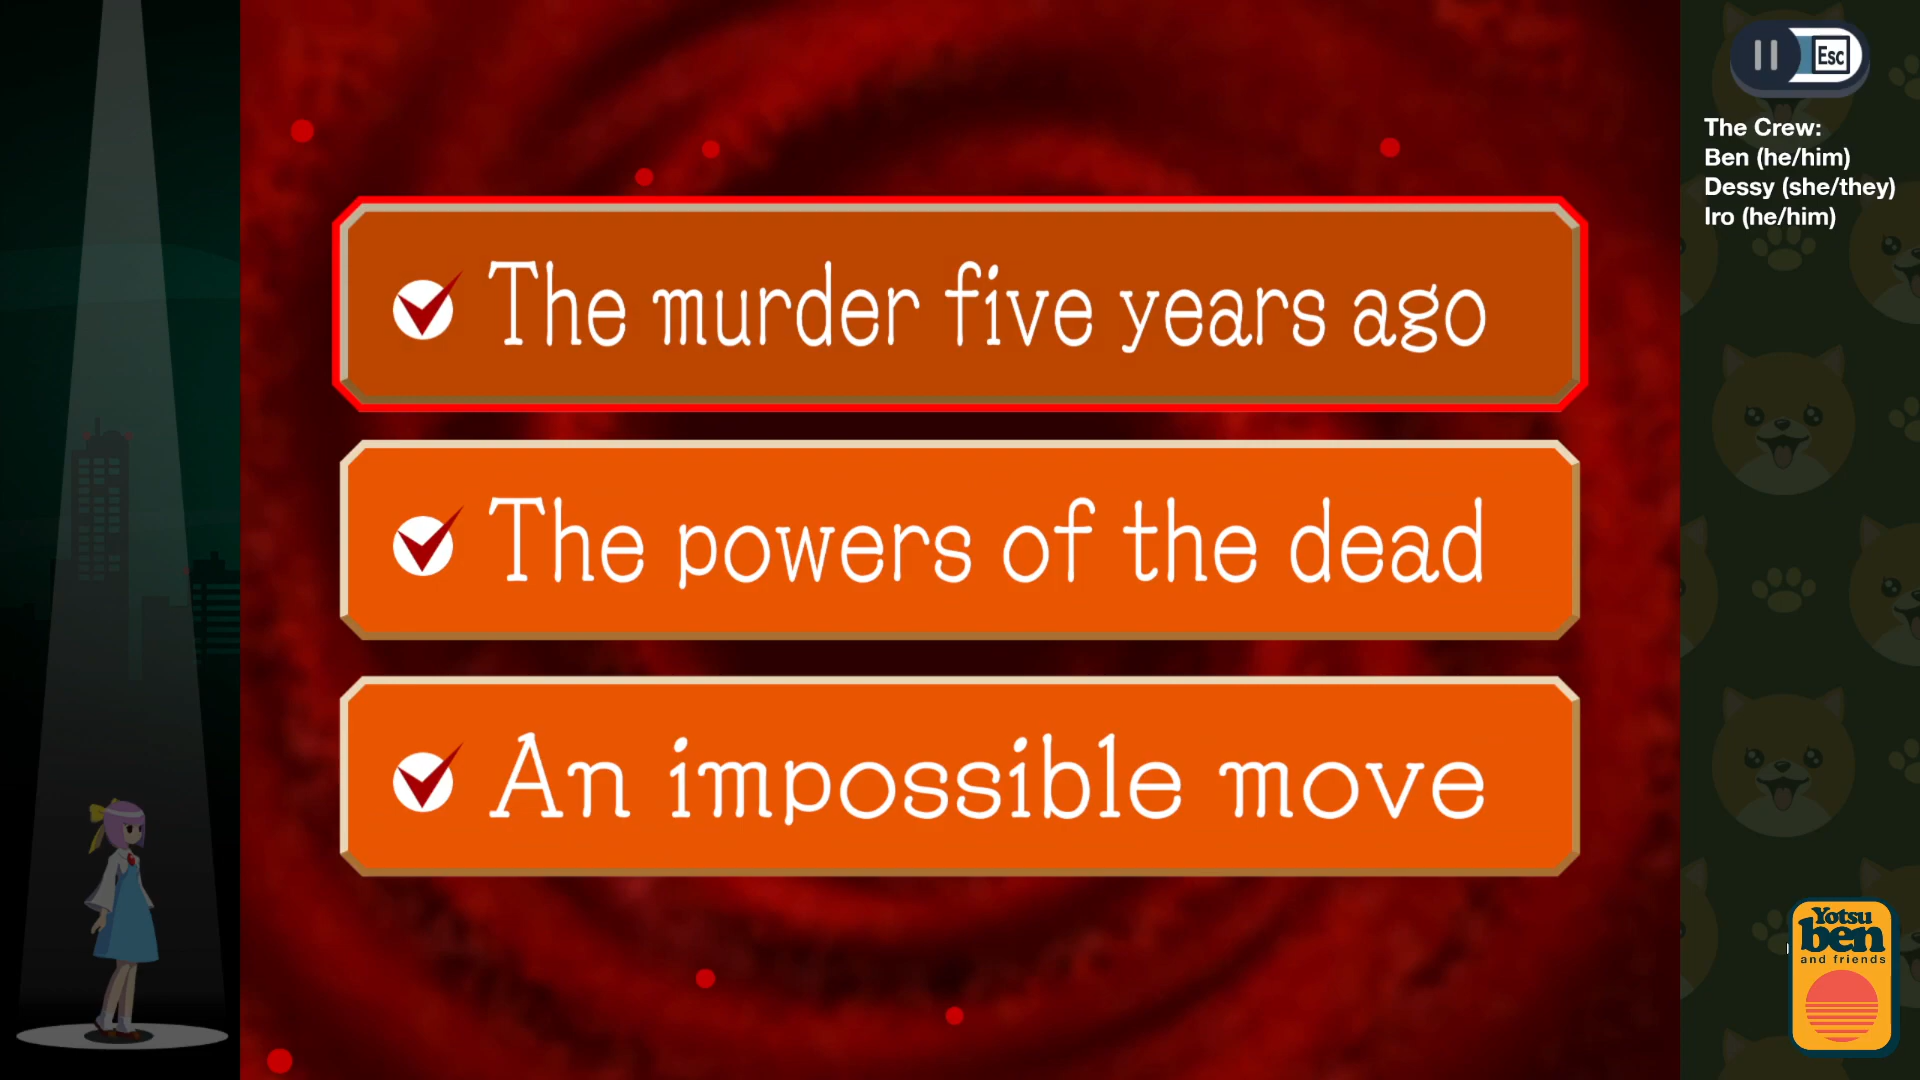 Esc
The Crew:
Ben (he/him)
Dessy (she/they)
Iro (he/him)
The murder five years ago
The powers of the dead
An impossible move
Yotsu
ben
and friends